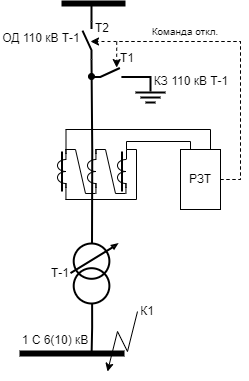 Т2
Команда откл.
ОД 110 кВ Т-1
Т1
КЗ 110 кВ Т-1
РЗТ
Т-1
К1
1 С 6(10) кВ